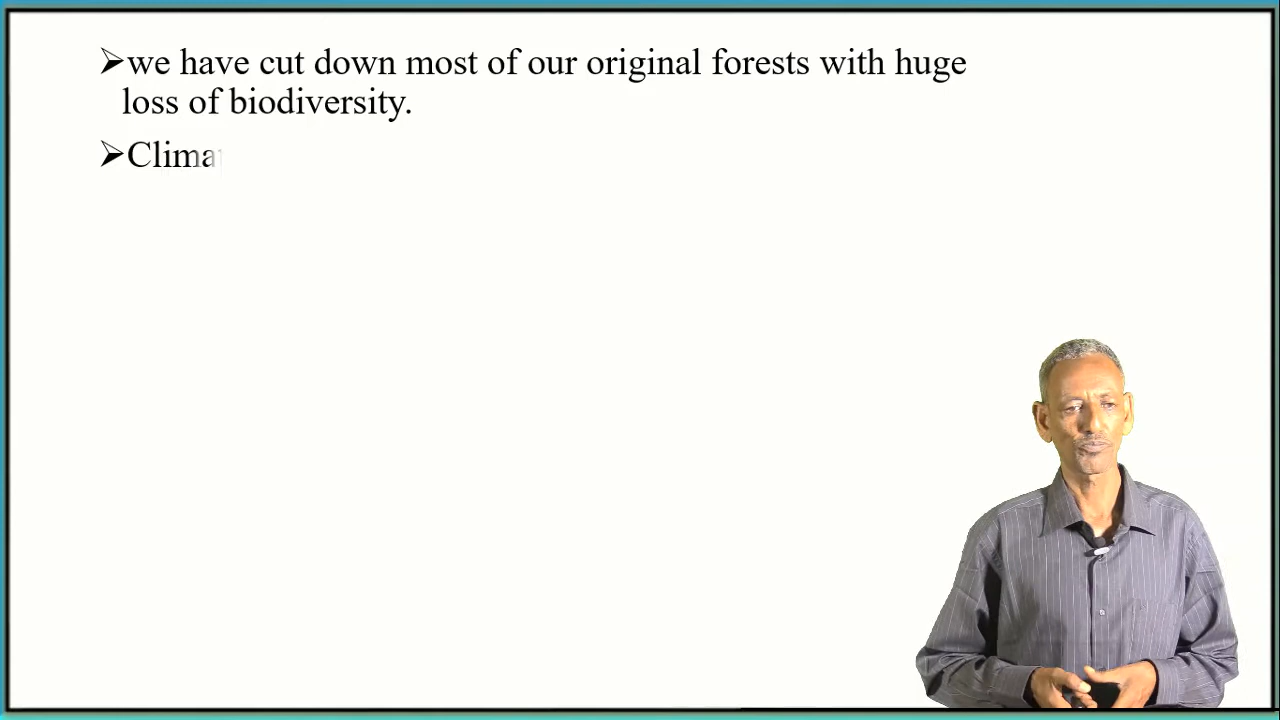 ➢we have cut down most of our original forests with huge
loss of biodiversity.
➢Clima